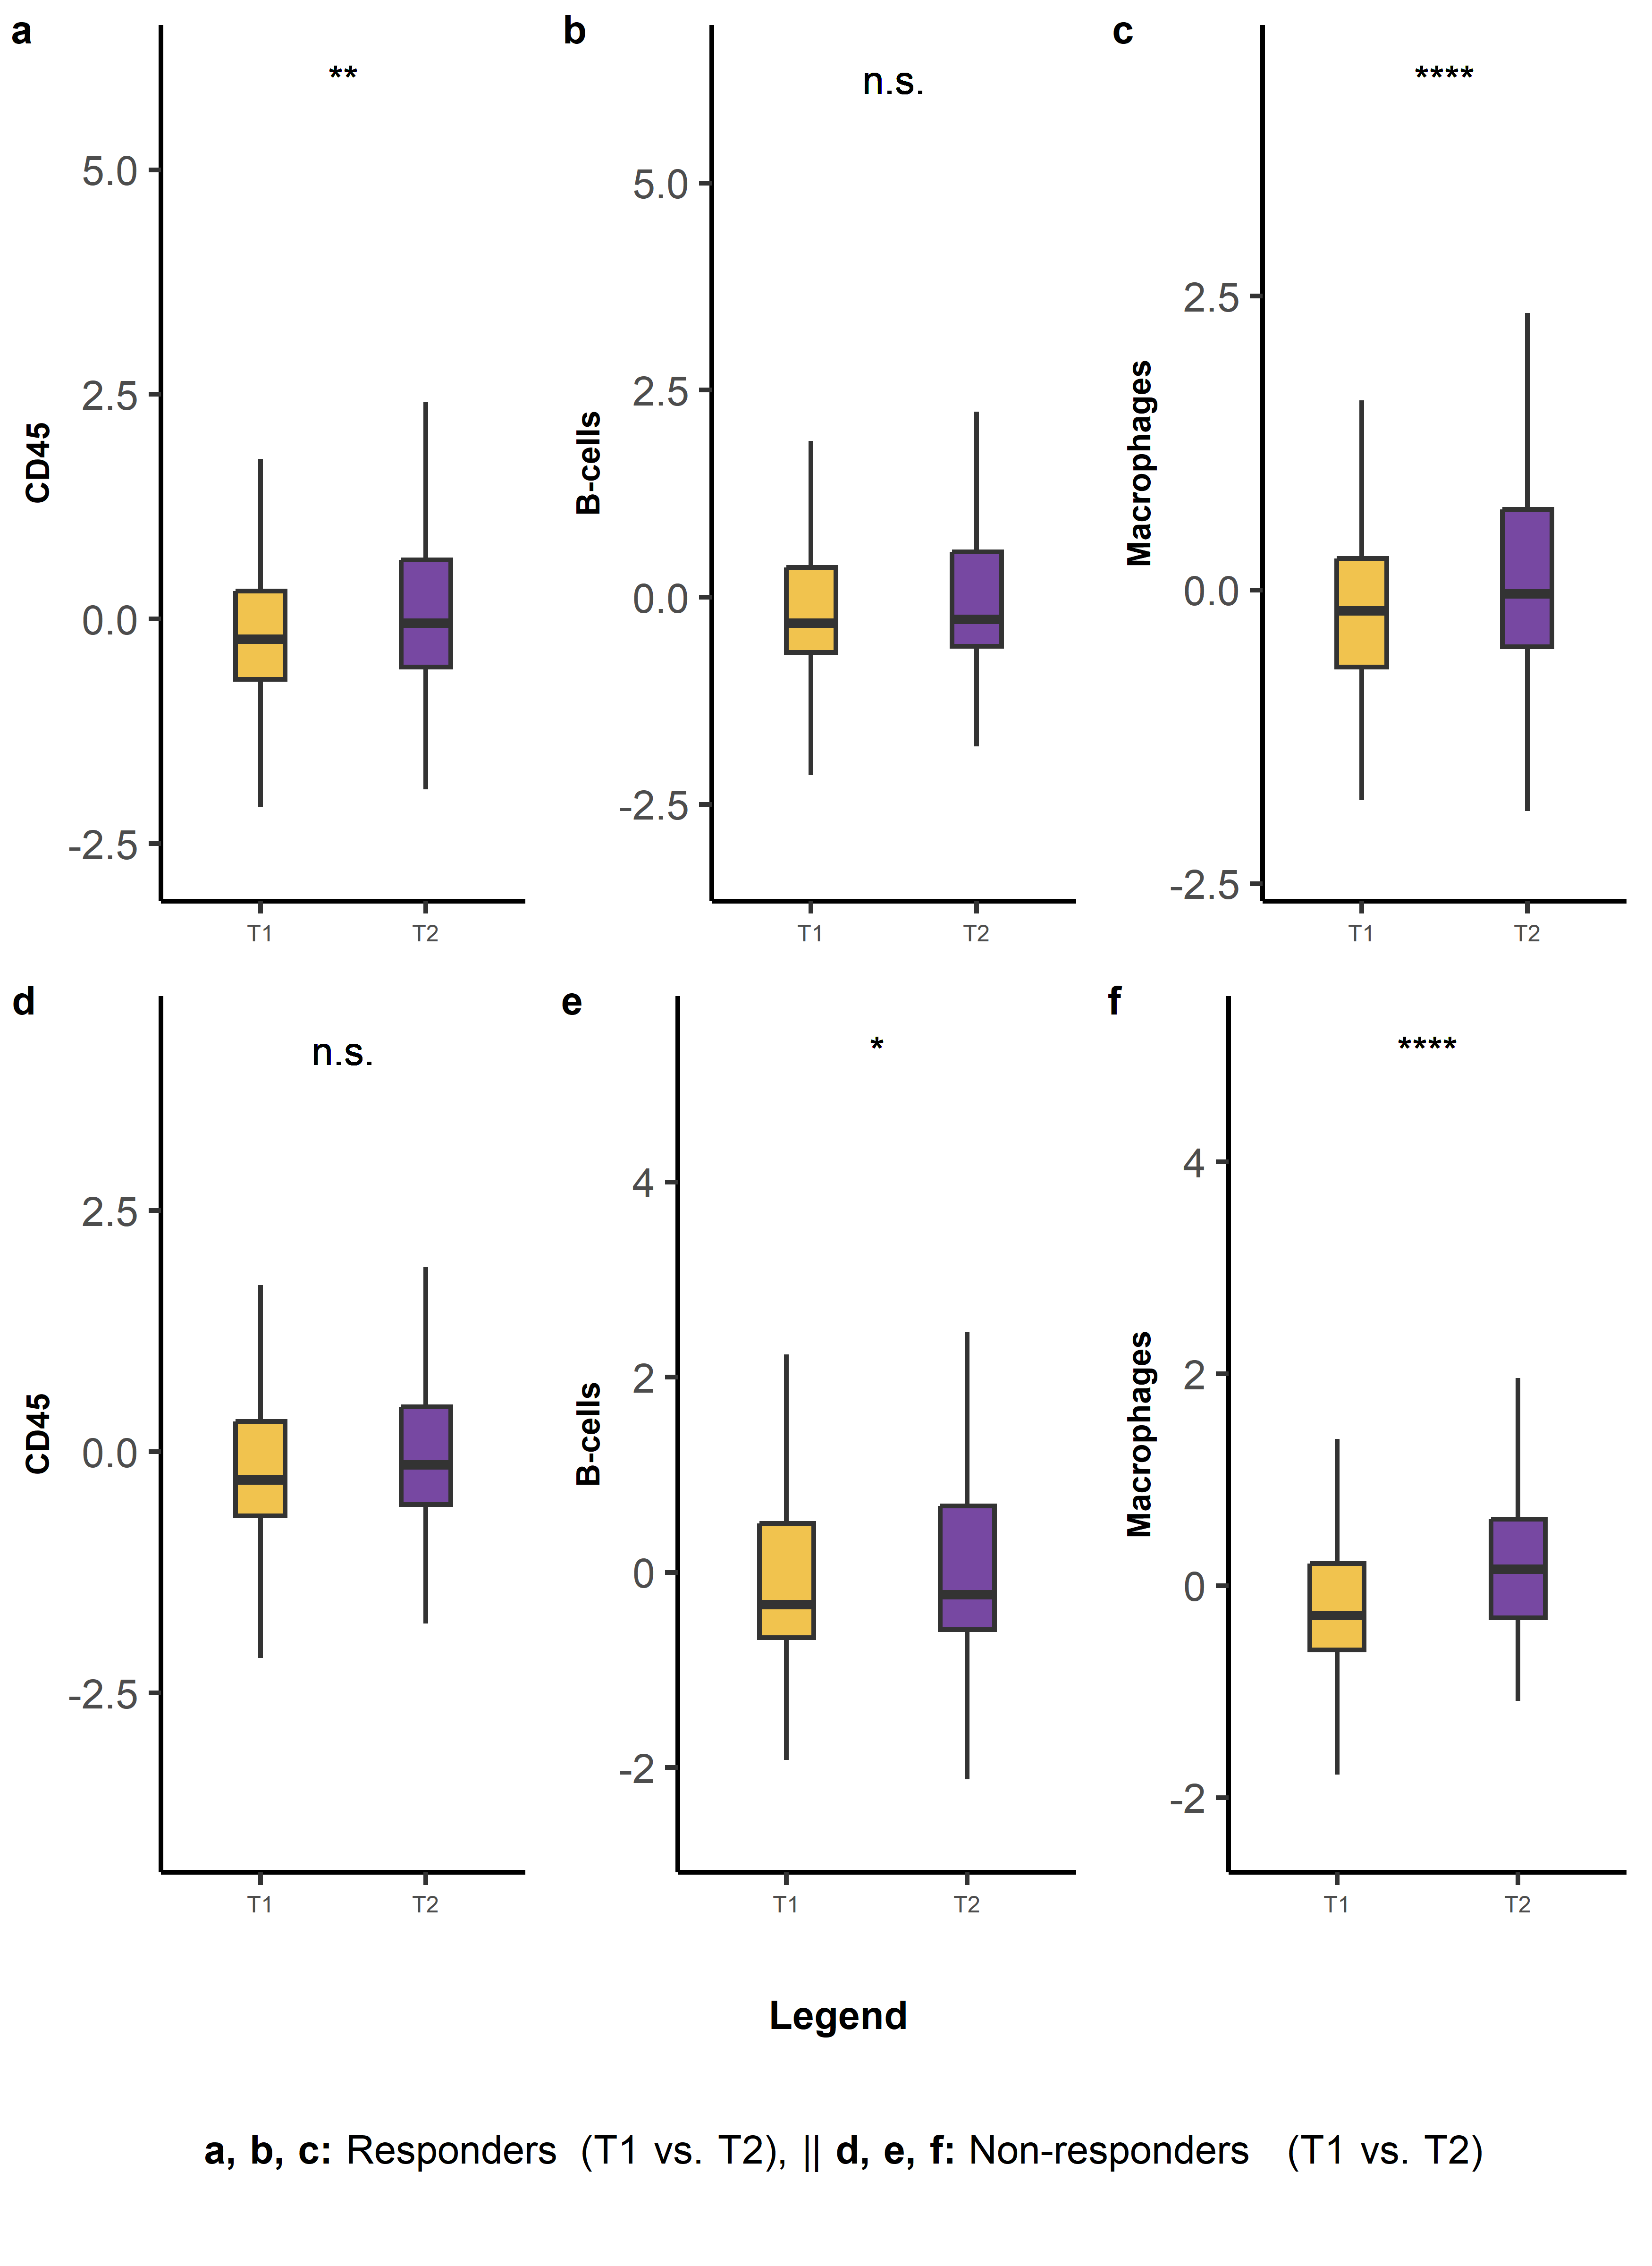 a
**
5.0
2.5
0.0
-2.5
CD45
T1 T2
b
n.s.
5.0
2.5
0.0
-2.5
B-cells
T1 T2
c
****
2.5
0.0
-2.5
Macrophages
T1 T2
d
n.s.
2.5
0.0
-2.5
CD45
T1 T2
e
*
4
2
0
-2
B-cells
T1 T2
f
****
4
2
0
-2
Macrophages
T1 T2
Legend
a, b, c: Responders (T1 vs. T2), || d, e, f: Non-responders (T1 vs. T2)